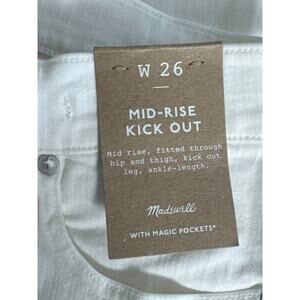 W 26
MID-RISE
KICK OUT
Mid rise, fitted through
hip and thigh, kick out
leg, ankle-length.
Madewell
WITH MAGIC POCKETS*